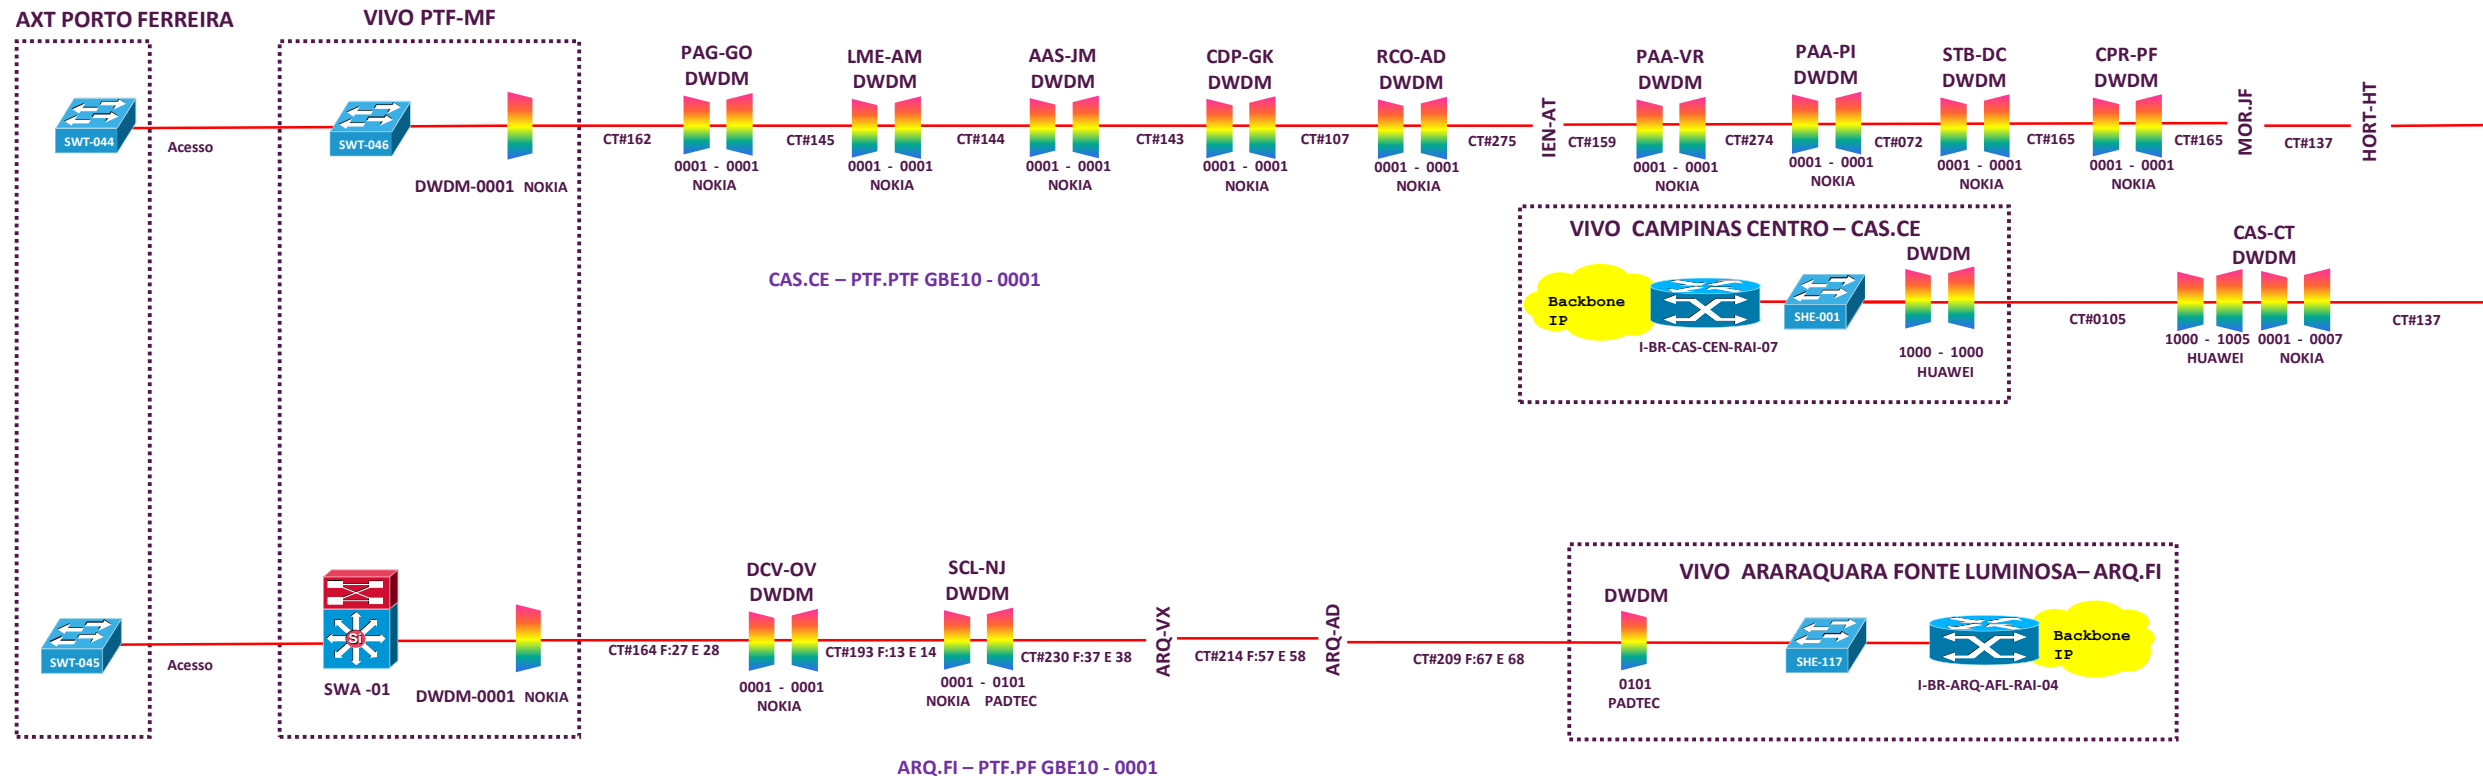 AXT PORTO FERREIRA
VIVO PTF-MF
PAG-GO
DWDM
LME-AM
DWDM
AAS-JM
DWDM
CDP-GK
DWDM
RCO-AD
DWDM
PAA-VR
DWDM
PAA-PI
DWDM
STB-DC
DWDM
CPR-PF
DWDM
SWT-044
Acesso
SWT-046
DWDM-0001 NOKIA
CT#162
0001 - 0001
NOKIA
CT#145
0001 - 0001
NOKIA
CT#144
0001 - 0001
NOKIA
CT#143
0001 - 0001
NOKIA
CT#107
0001 - 0001
NOKIA
CT#275
IEN-AT
CT#159
0001 - 0001
NOKIA
CT#274
0001 - 0001
NOKIA
CT#072
0001 - 0001
NOKIA
CT#165
0001 - 0001
NOKIA
CT#165
MOR.JF
CT#137
HORT-HT
CAS.CE – PTF.PTF GBE10 - 0001
VIVO CAMPINAS CENTRO – CAS.CE
DWDM
Backbone
IP
I-BR-CAS-CEN-RAI-07
SHE-001
1000 - 1000
HUAWEI
CT#0105
CAS-CT
DWDM
1000 - 1005 0001 - 0007
HUAWEI NOKIA
CT#137
SWT-045
Acesso
Si
SWA -01
DWDM-0001 NOKIA
CT#164 F:27 E 28
DCV-OV
DWDM
0001 - 0001
NOKIA
CT#193 F:13 E 14
SCL-NJ
DWDM
0001 - 0101
NOKIA PADTEC
CT#230 F:37 E 38
ARQ-VX
CT#214 F:57 E 58
ARQ-AD
CT#209 F:67 E 68
VIVO ARARAQUARA FONTE LUMINOSA– ARQ.FI
DWDM
0101
PADTEC
SHE-117
I-BR-ARQ-AFL-RAI-04
Backbone
IP
ARQ.FI – PTF.PF GBE10 - 0001